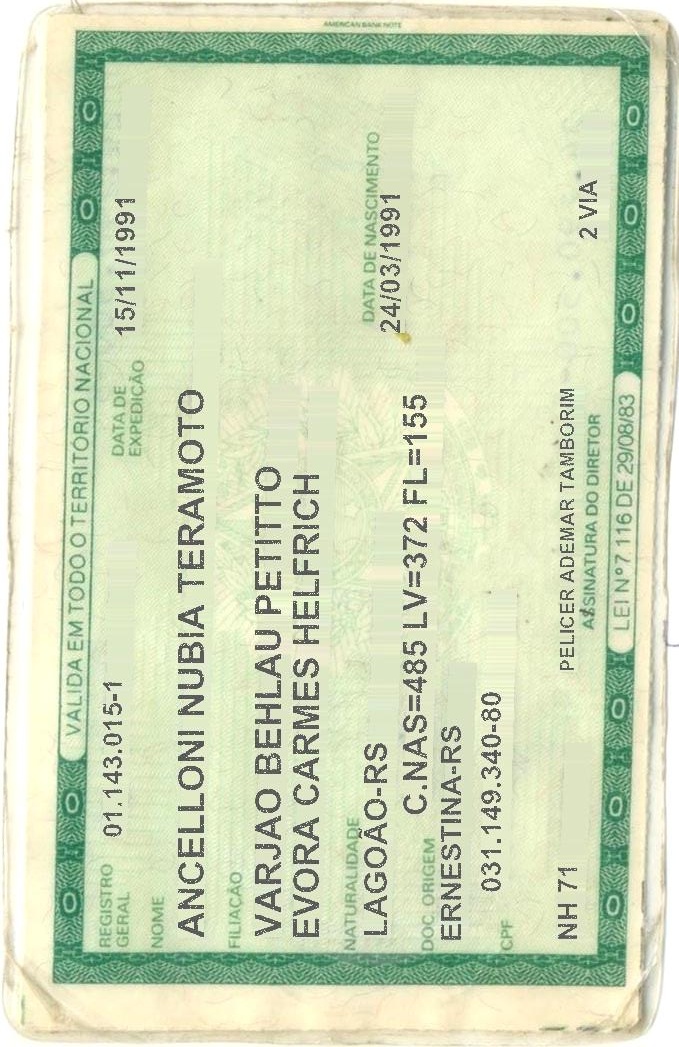 AMERICAN BANK NOTE
VALIDA EM TODO O TERRITÓRIO NACIONAL
REGISTRO GERAL 01.143.015-1 DATA DE EXPEDIÇÃO 15/11/1991
NOME
ANCELLONI NUBIA TERAMOTO
FILIAÇÃO
VARJAO BEHLAU PETITTO
EVORA CARMES HELFRICH
NATURALIDADE DATA DE NASCIMENTO
LAGOÃO-RS 24/03/1991
DOC. ORIGEM C.NAS=485 LV=372 FL=155
ERNESTINA-RS
CPF 031.149.340-80
NH 71 PELICER ADEMAR TAMBORIM 2 VIA
ASSINATURA DO DIRETOR
LEI Nº 7 116 DE 29/08/83